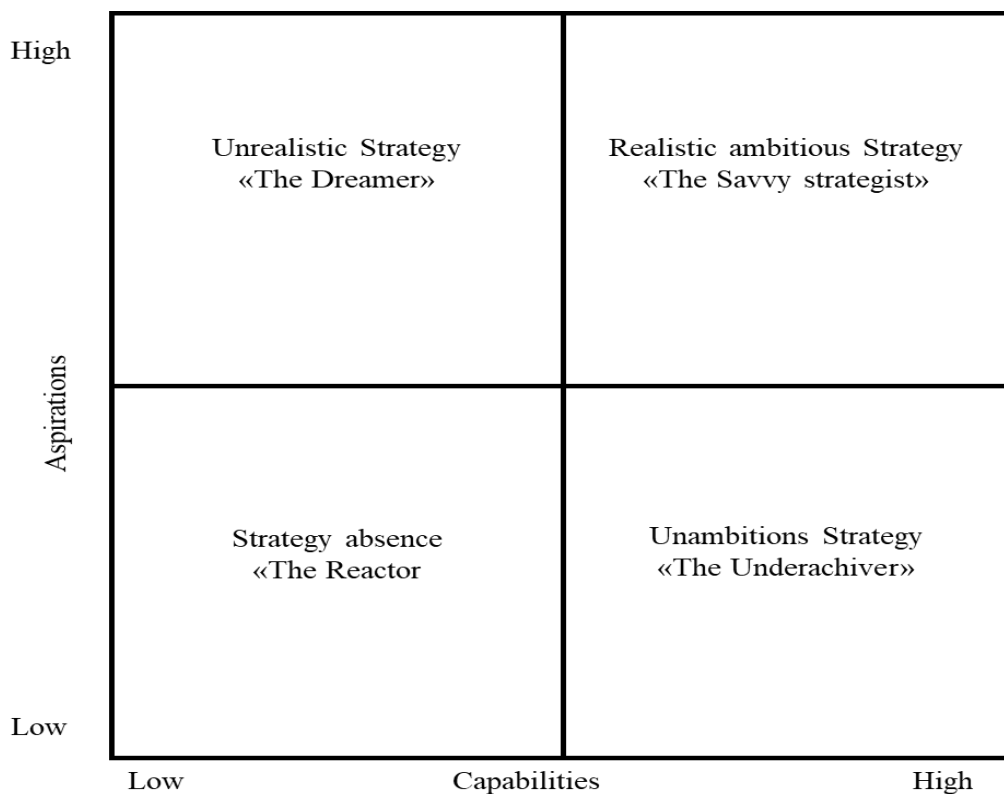 High
Unrealistic Strategy
«The Dreamer»
Realistic ambitious Strategy
«The Savvy strategist»
Aspirations
Strategy absence
«The Reactor
Unambitions Strategy
«The Underachiver»
Low
Low Capabilities High